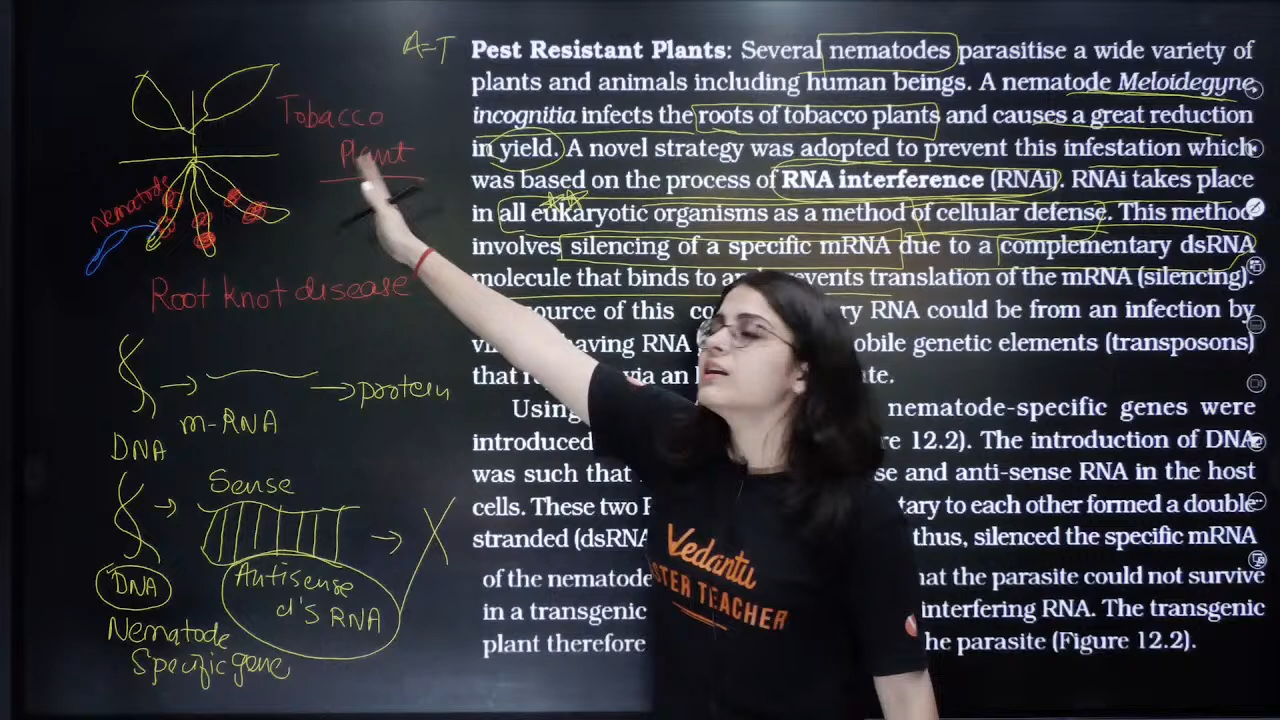 A=T
Pest Resistant Plants: Several nematodes parasitise a wide variety of
plants and animals including human beings. A nematode Meloidegyne
incognitia infects the roots of tobacco plants and causes a great reduction
in yield. A novel strategy was adopted to prevent this infestation which
was based on the process of RNA interference (RNAi). RNAi takes place
in all eukaryotic organisms as a method of cellular defense. This method
involves silencing of a specific mRNA due to a complementary dsRNA
molecule that binds to and prevents translation of the mRNA (silencing).
ource of this co ry RNA could be from an infection by
having RNA obile genetic elements (transposons)
that via an te.
Using nematode-specific genes were
introduced re 12.2). The introduction of DNA
was such that se and anti-sense RNA in the host
cells. These two tary to each other formed a double
stranded (dsRNA thus, silenced the specific mRNA
of the nematode hat the parasite could not survive
in a transgenic interfering RNA. The transgenic
plant therefore he parasite (Figure 12.2).
Tobacco
Plant
nematode
Root knot disease
m-RNA
protein
DNA
Sense
DNA
Antisense
d's RNA
Nematode
Specific gene
Vedantu
STER TEACHER